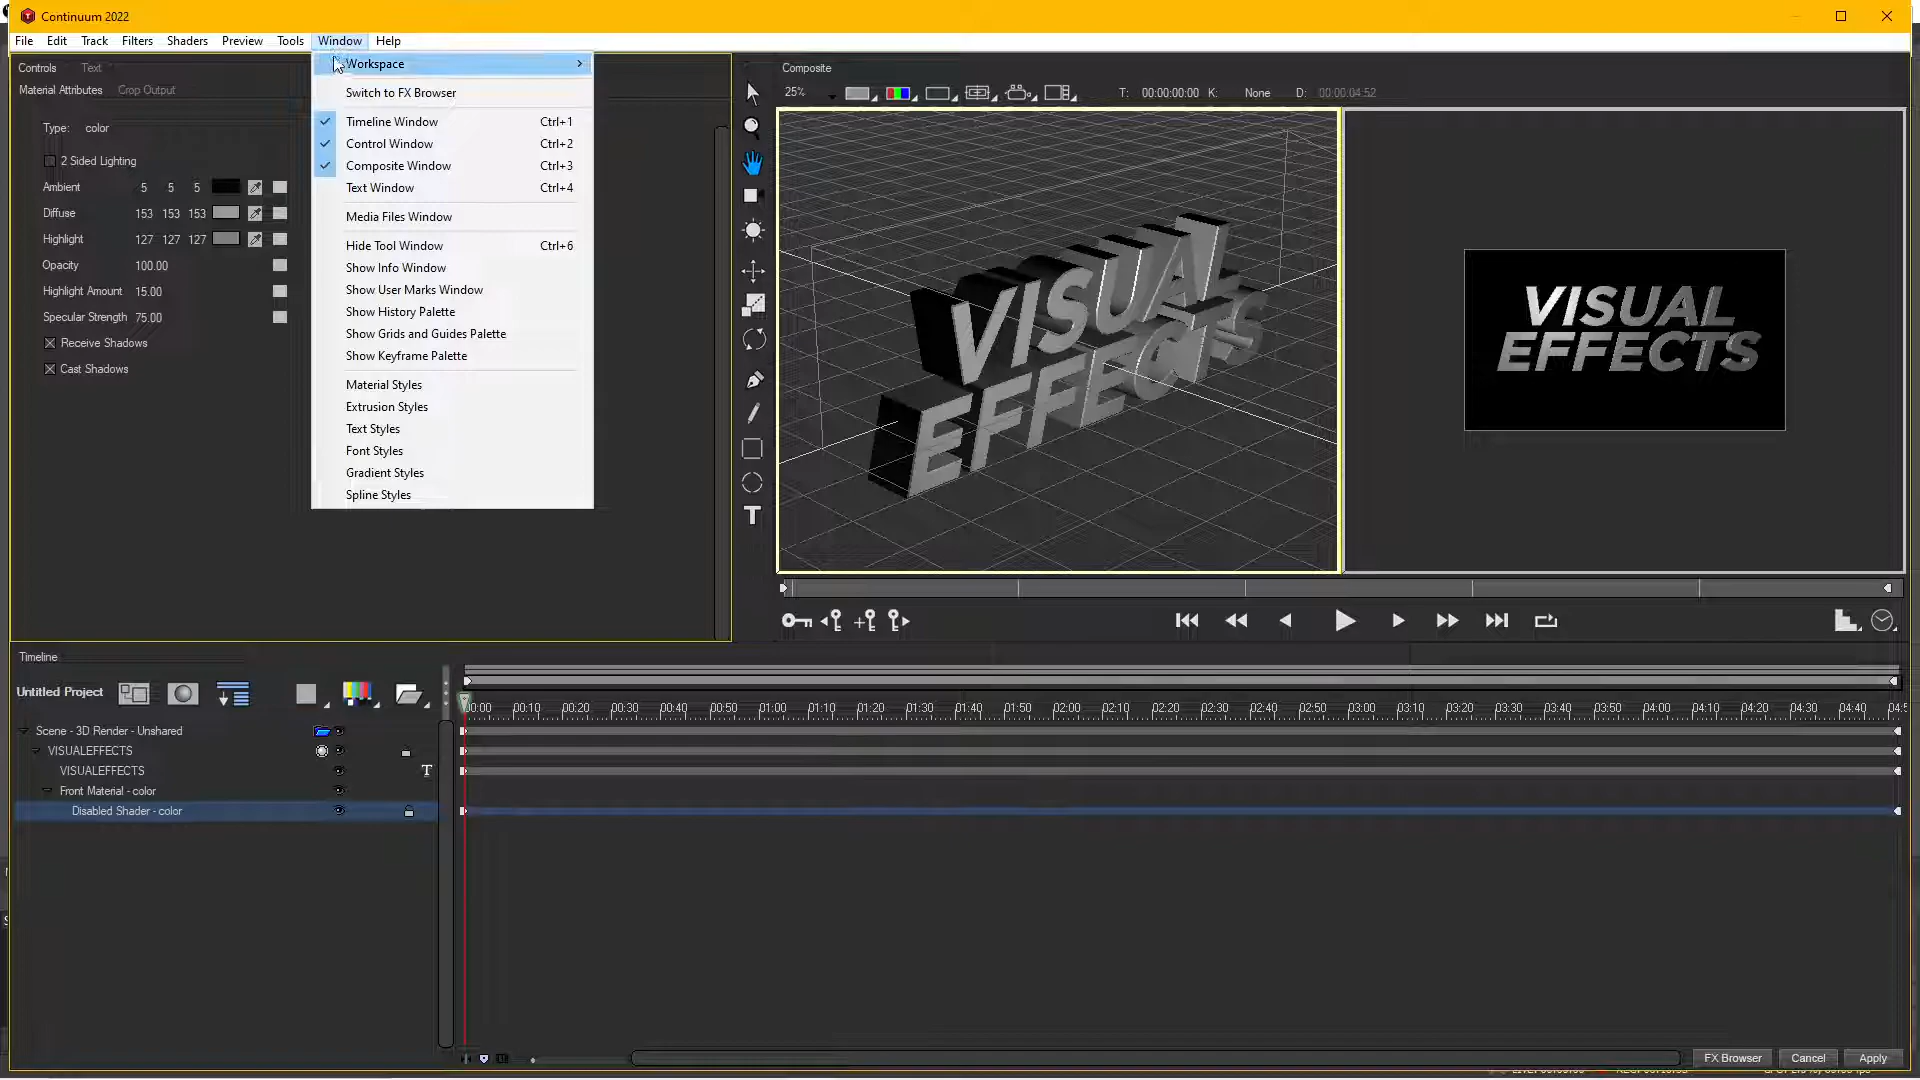 Continuum 2022
File Edit Track Filters Shaders Preview Tools Window Help
Controls Text
Material Attributes Crop Output
Type: color
2 Sided Lighting
Ambient 5 5 5
Diffuse 153 153 153
Highlight 127 127 127
Opacity 100.00
Highlight Amount 15.00
Specular Strength 75.00
Receive Shadows
Cast Shadows
Workspace
Switch to FX Browser
Timeline Window Ctrl+1
Control Window Ctrl+2
Composite Window Ctrl+3
Text Window Ctrl+4
Media Files Window
Hide Tool Window Ctrl+6
Show Info Window
Show User Marks Window
Show History Palette
Show Grids and Guides Palette
Show Keyframe Palette
Material Styles
Extrusion Styles
Text Styles
Font Styles
Gradient Styles
Spline Styles
Composite
25% T: 00:00:00:00 K: None D: 00:00:04:52
VISUAL
EFFECTS
VISUAL
EFFECTS
Timeline
Untitled Project
00:00 00:10 00:20 00:30 00:40 00:50 01:00 01:10 01:20 01:30 01:40 01:50 02:00 02:10 02:20 02:30 02:40 02:50 03:00 03:10 03:20 03:30 03:40 03:50 04:00 04:10 04:20 04:30 04:40 04:5
Scene - 3D Render - Unshared
VISUALEFFECTS
VISUALEFFECTS T
Front Material - color
Disabled Shader - color
FX Browser Cancel Apply